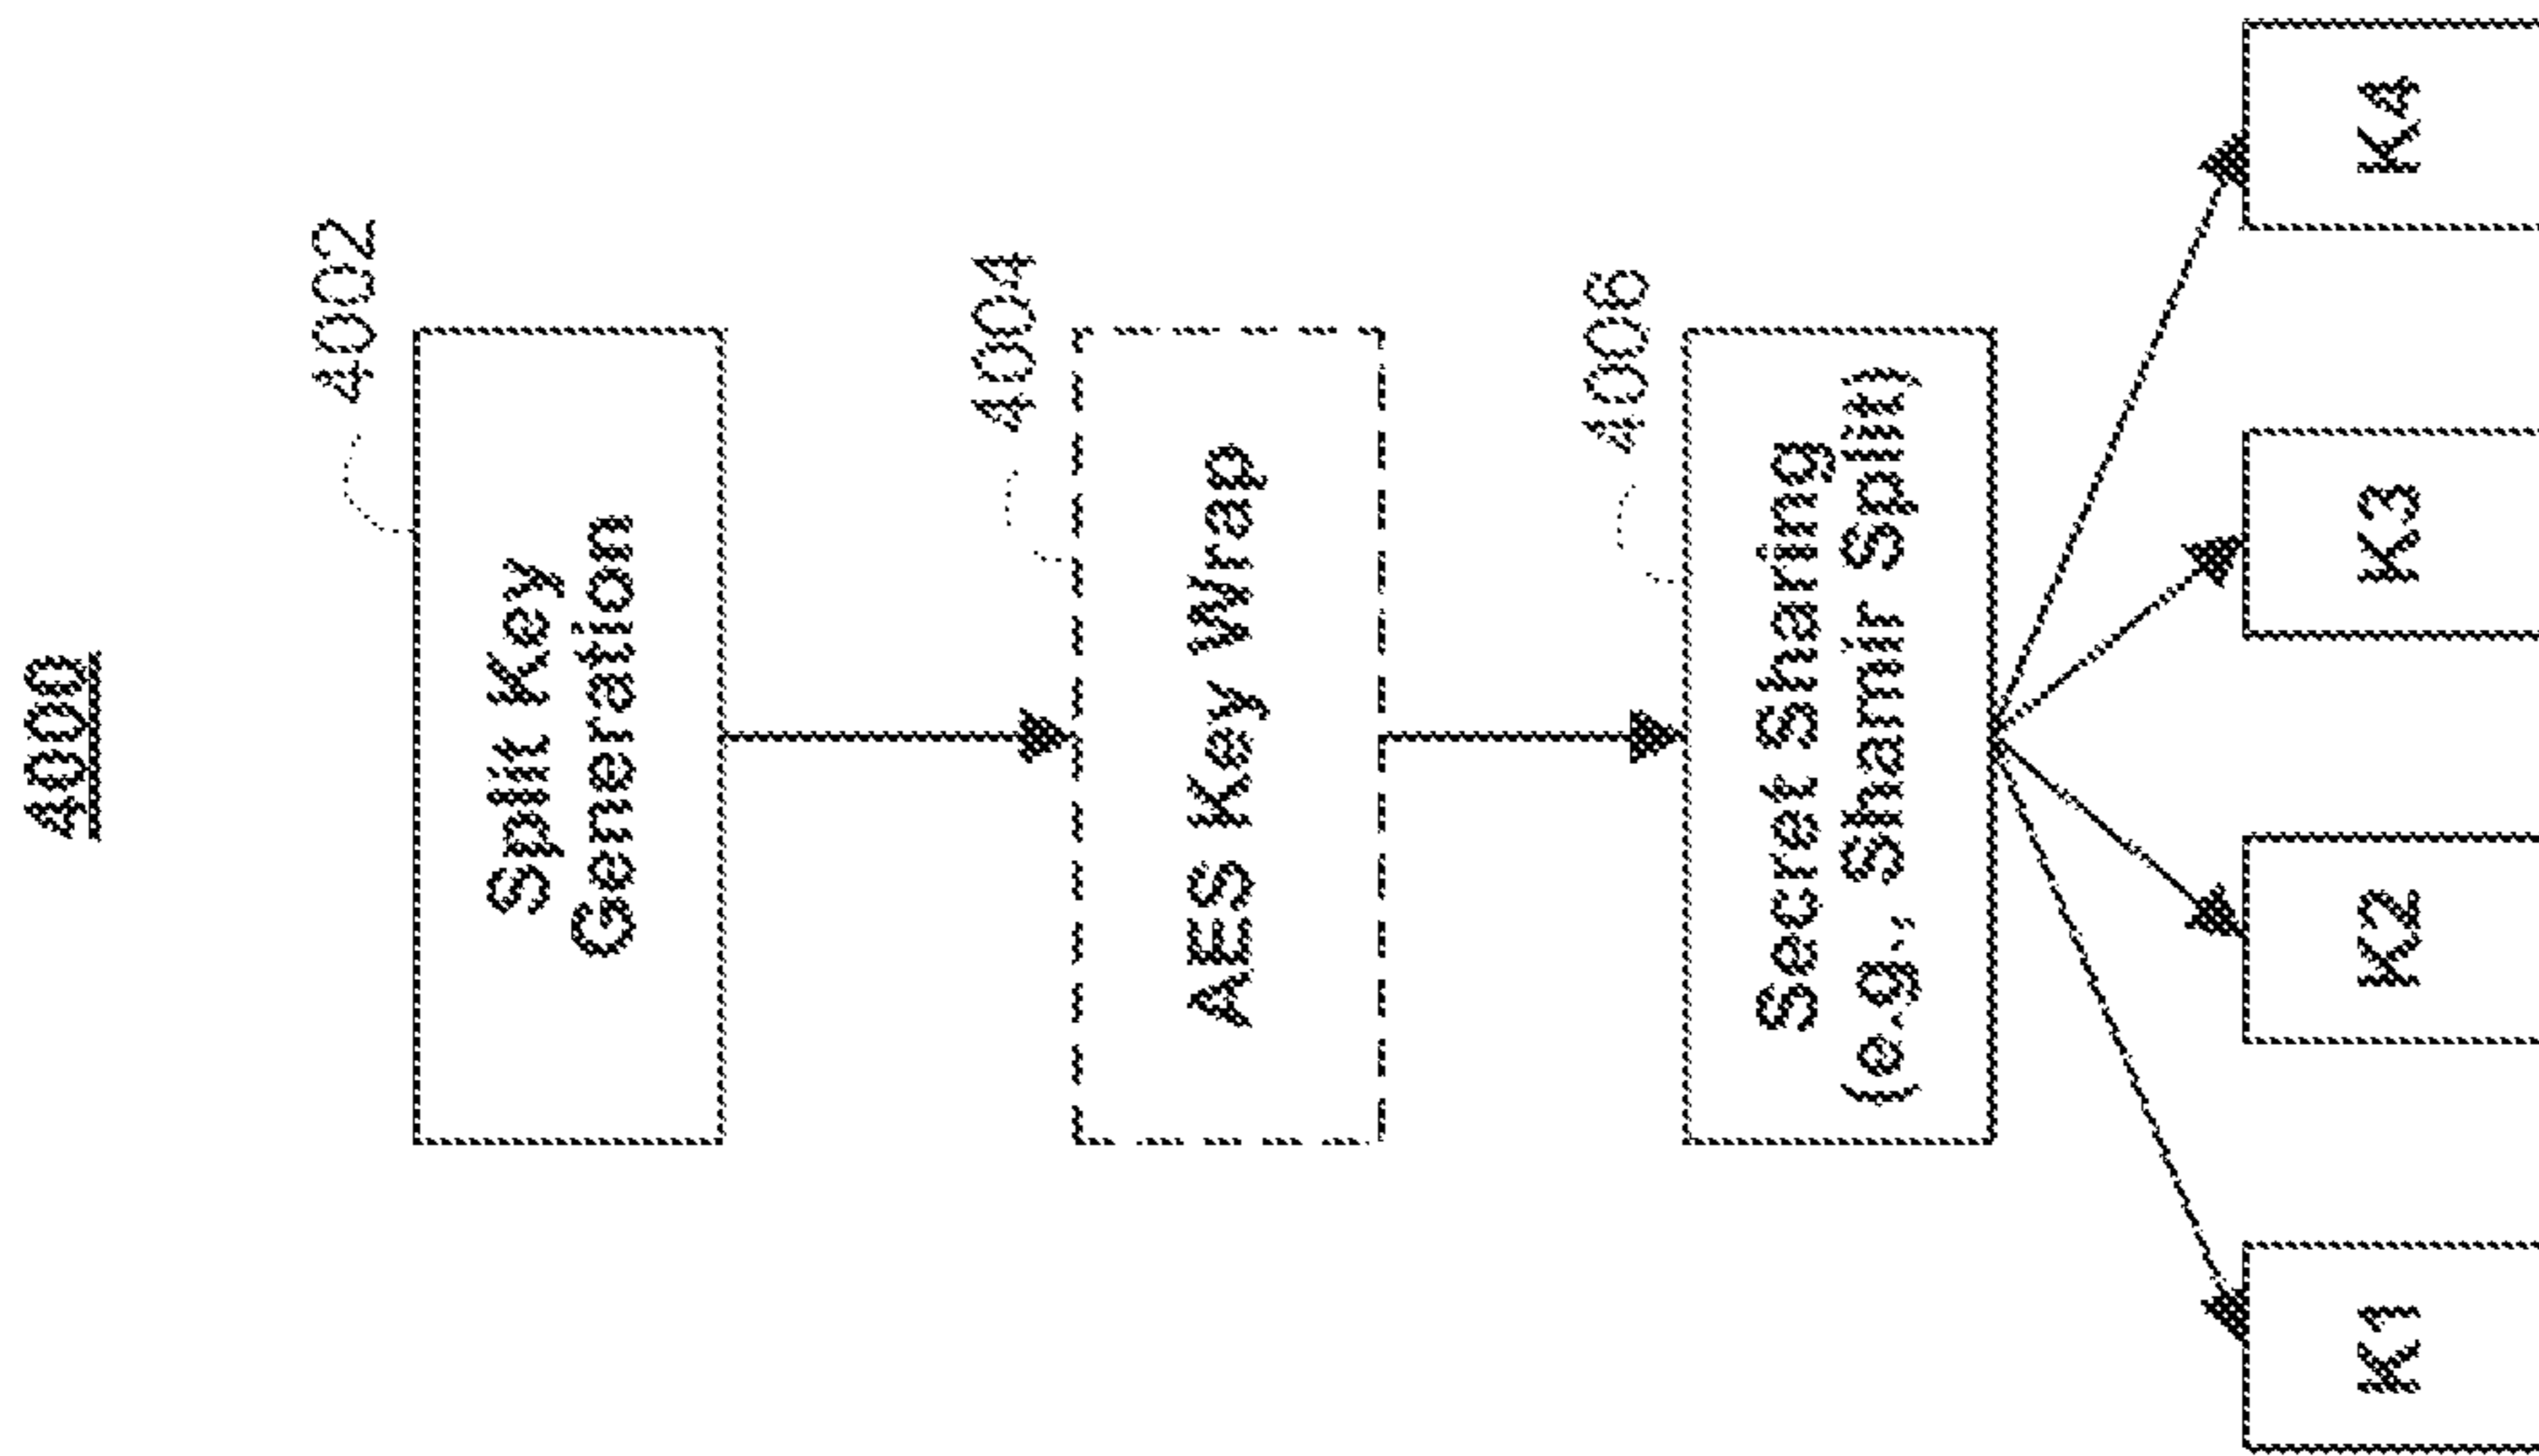 4000
4002
Split Key
Generation
4004
AES Key Wrap
4006
Secret Sharing
(e.g., Shamir Split)
K1
K2
K3
K4